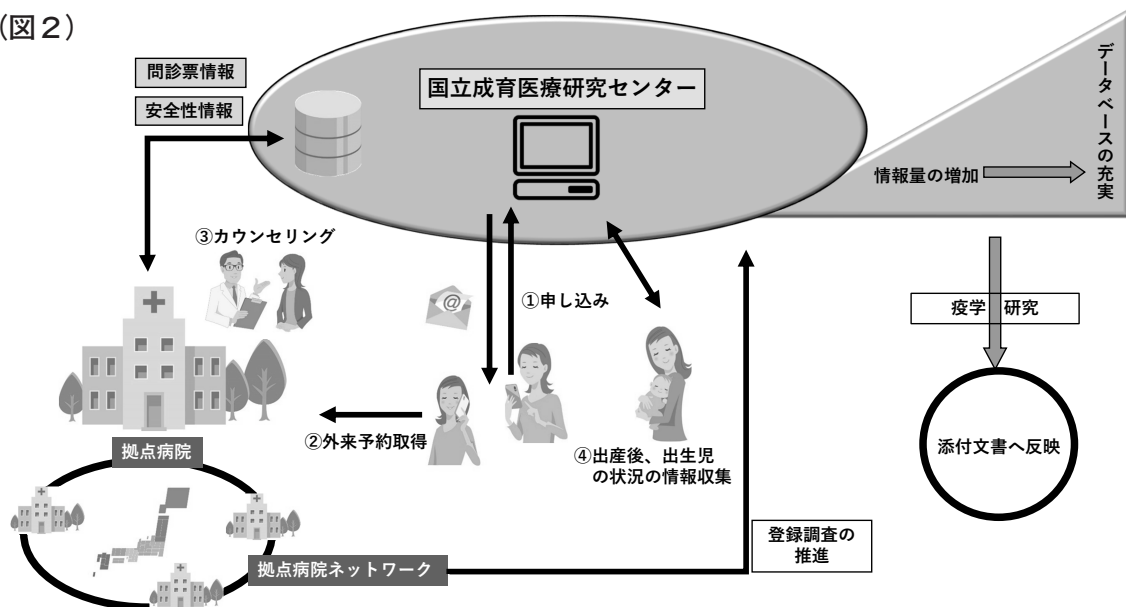 (図2)
問診票情報
安全性情報
国立成育医療研究センター
データベースの充実
情報量の増加
③カウンセリング
@
①申し込み
②外来予約取得
④出産後、出生児
の状況の情報収集
疫学 研究
添付文書へ反映
拠点病院
拠点病院ネットワーク
登録調査の
推進